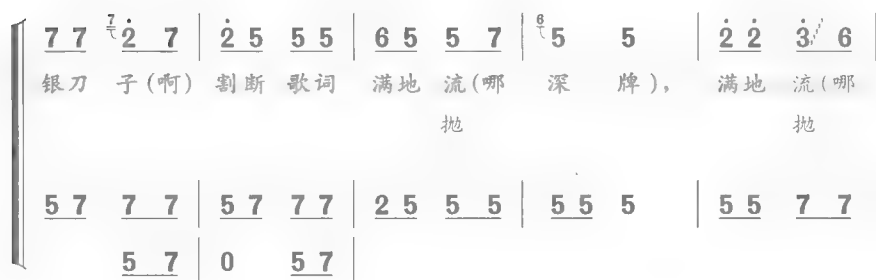 7 7 7 2̇ 7 | 2̇ 5 5 5 | 6 5 5 7 | 6 5 5 | 2̇ 2̇ 3̇ 6 |
银刀 子(啊) 割断 歌词 满地 流(哪 深 牌), 满地 流(哪
抛 抛
5 7 7 7 | 5 7 7 7 | 2 5 5 5 | 5 5 5 | 5 5 7 7
5 7 | 0 5 7 |